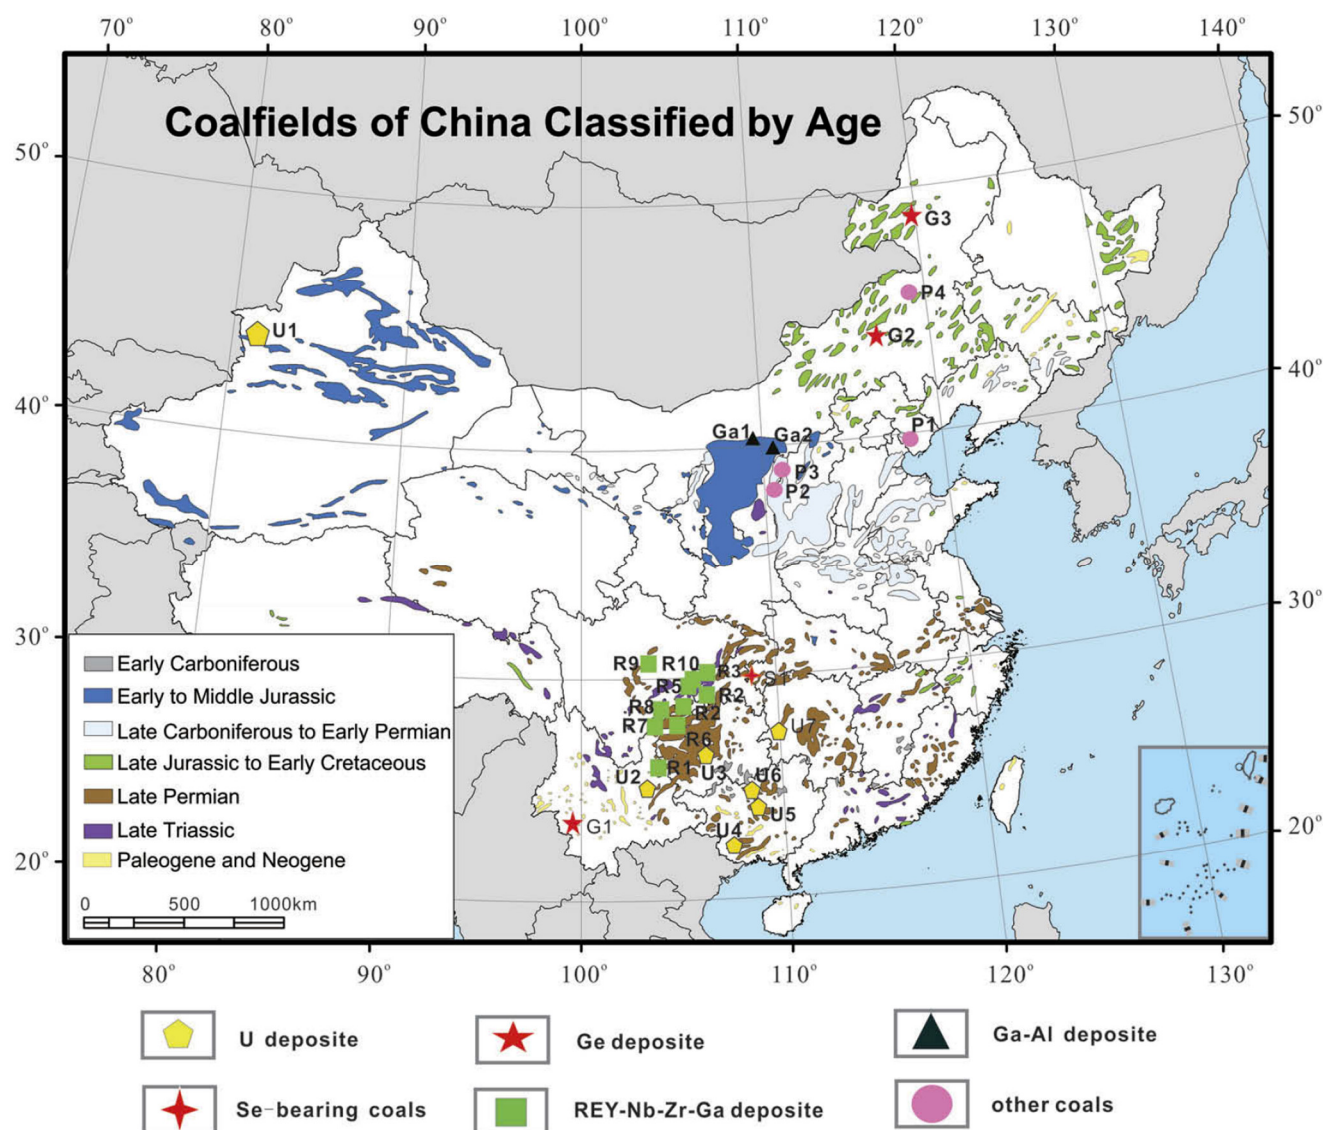 70° 80° 90° 100° 110° 120° 130° 140°
Coalfields of China Classified by Age
50° 50°
G3
P4
U1
G2
40° 40°
P1
Ga1 Ga2
P3
P2
30° 30°
Early Carboniferous
Early to Middle Jurassic
Late Carboniferous to Early Permian
Late Jurassic to Early Cretaceous
Late Permian
Late Triassic
Paleogene and Neogene
0 500 1000km
R9 R10 R3 S1
R5 R2
R8 R2
R7 R6 U7
R1 U3 U6
U2
U5
G1 U4
20° 20°
80° 90° 100° 110° 120° 130°
U deposite
Ge deposite
Ga-Al deposite
Se-bearing coals
REY-Nb-Zr-Ga deposite
other coals